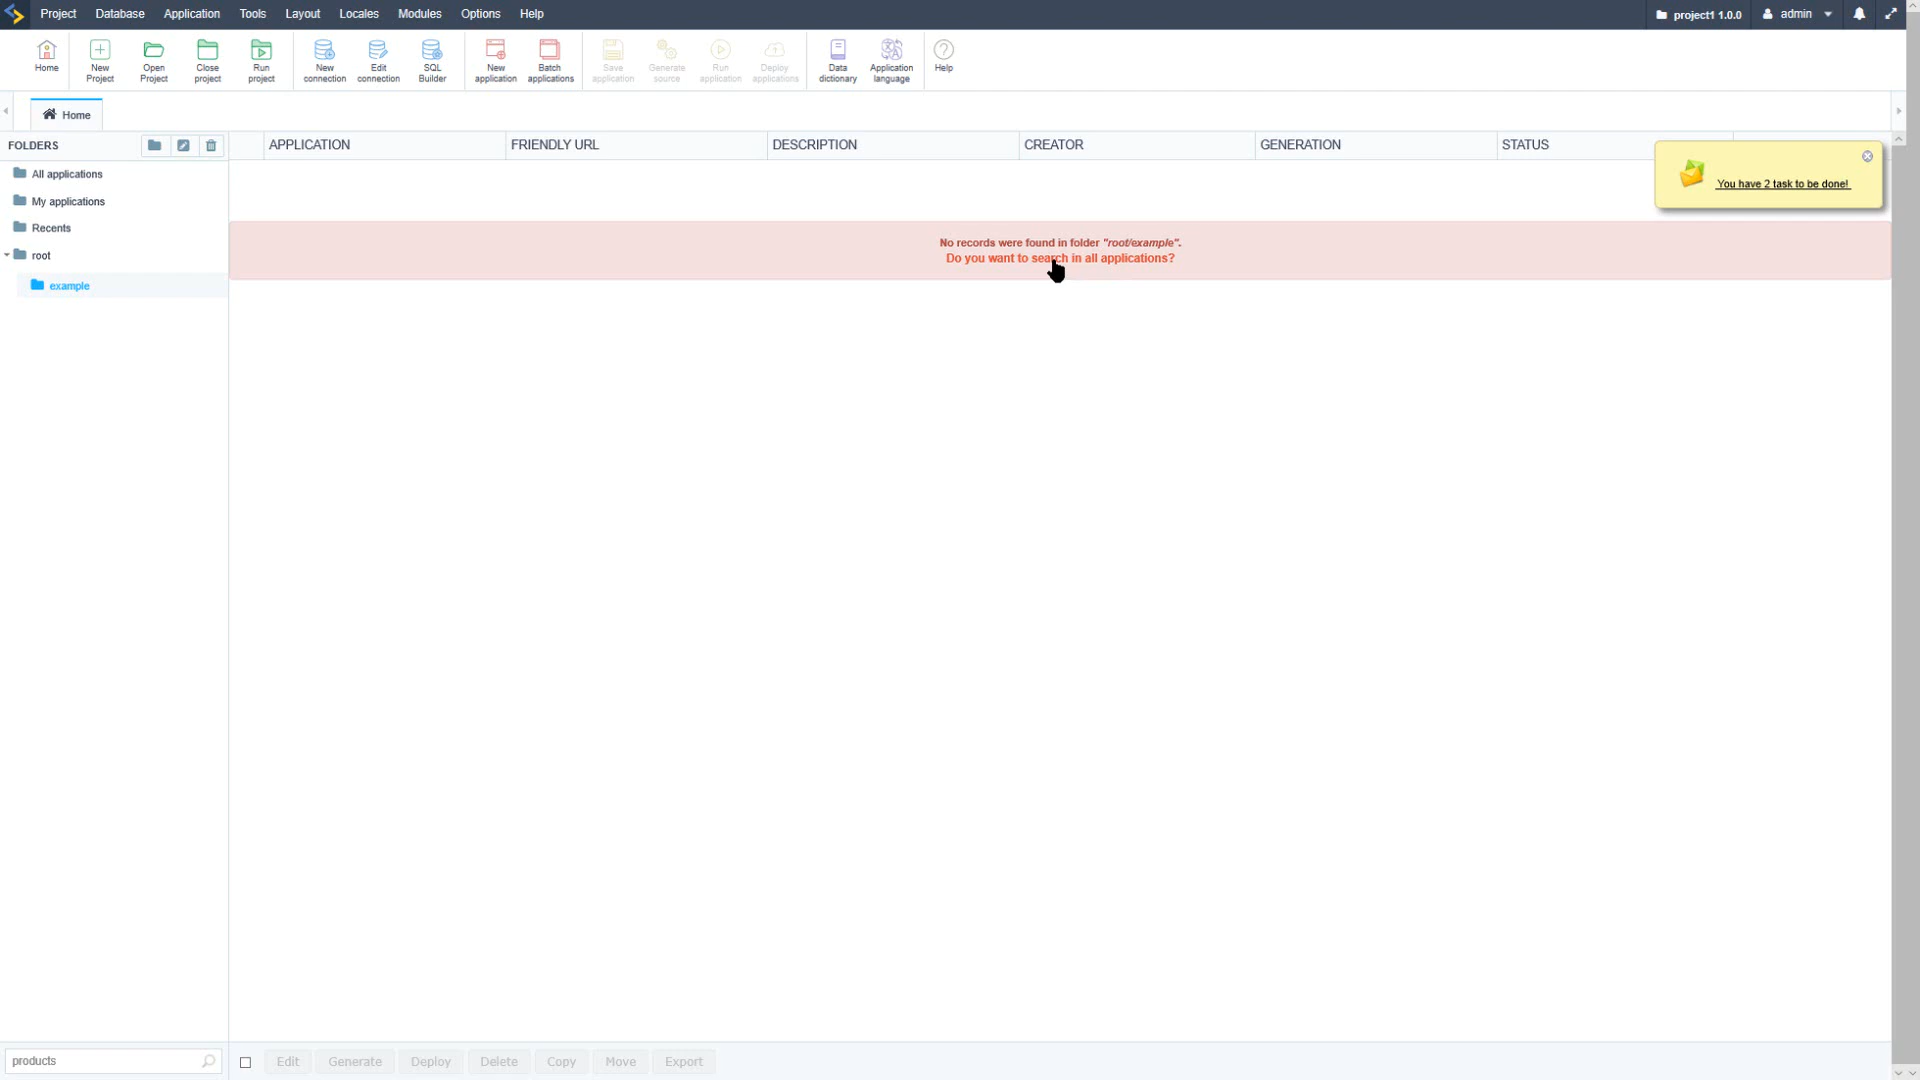 Project Database Application Tools Layout Locales Modules Options Help
project1 1.0.0 admin
Home
New Project
Open Project
Close project
Run project
New connection
Edit connection
SQL Builder
New application
Batch applications
Save application
Generate source
Run application
Deploy applications
Data dictionary
Application language
Help
Home
FOLDERS
APPLICATION FRIENDLY URL DESCRIPTION CREATOR GENERATION STATUS
You have 2 task to be done!
All applications
My applications
Recents
root
example
No records were found in folder "root/example".
Do you want to search in all applications?
products
Edit Generate Deploy Delete Copy Move Export